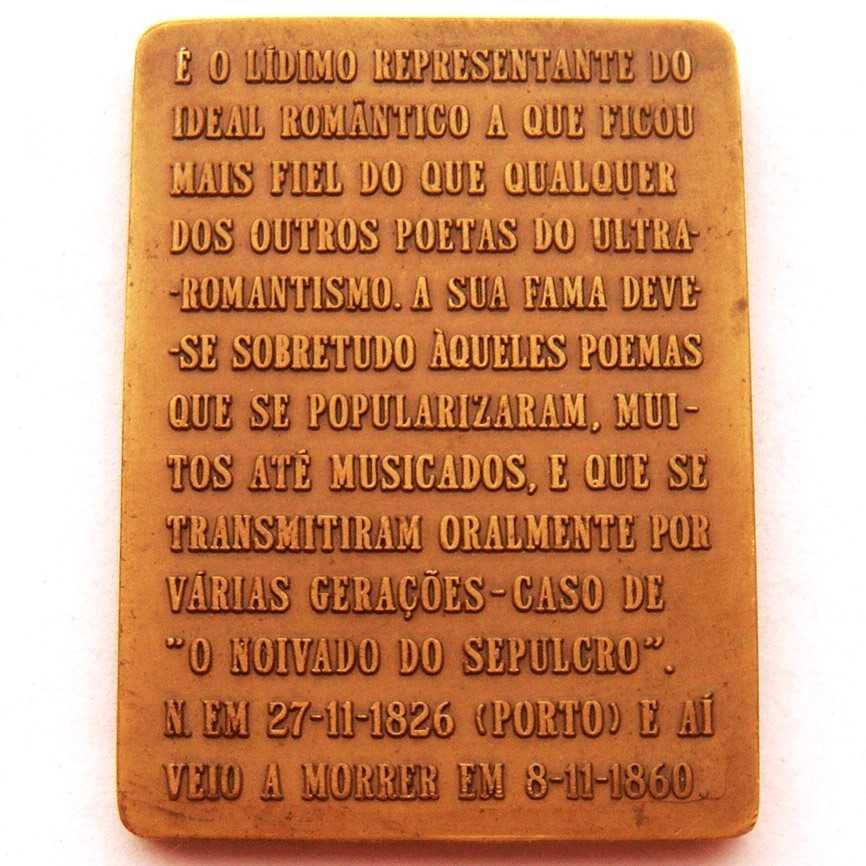 É O LÍDIMO REPRESENTANTE DO
IDEAL ROMÂNTICO A QUE FICOU
MAIS FIEL DO QUE QUALQUER
DOS OUTROS POETAS DO ULTRA-
-ROMANTISMO. A SUA FAMA DEVE-
-SE SOBRETUDO ÀQUELES POEMAS
QUE SE POPULARIZARAM, MUI-
TOS ATÉ MUSICADOS, E QUE SE
TRANSMITIRAM ORALMENTE POR
VÁRIAS GERAÇÕES - CASO DE
"O NOIVADO DO SEPULCRO".
N. EM 27-11-1826 (PORTO) E AÍ
VEIO A MORRER EM 8-11-1860